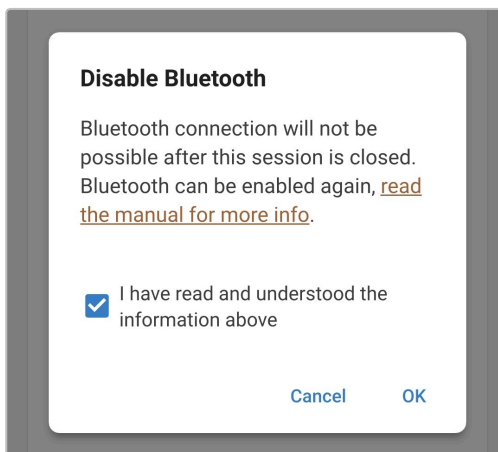 Disable Bluetooth
Bluetooth connection will not be
possible after this session is closed.
Bluetooth can be enabled again, read
the manual for more info.
I have read and understood the
information above
Cancel OK